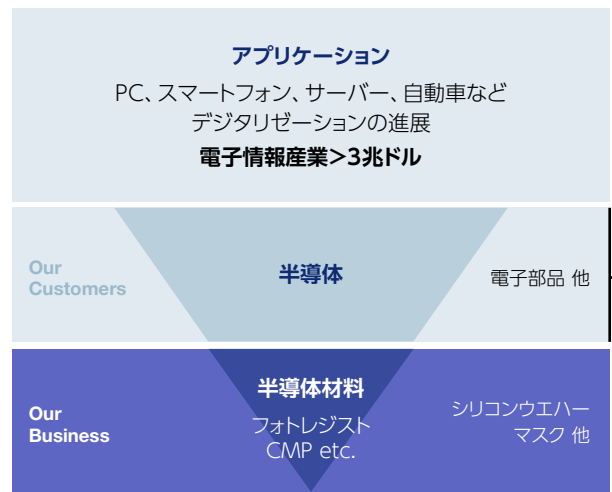 アプリケーション
PC、スマートフォン、サーバー、自動車など
デジタリゼーションの進展
電子情報産業>3兆ドル
Our
Customers
半導体
電子部品 他
Our
Business
半導体材料
フォトレジスト
CMP etc.
シリコンウエハー
マスク 他